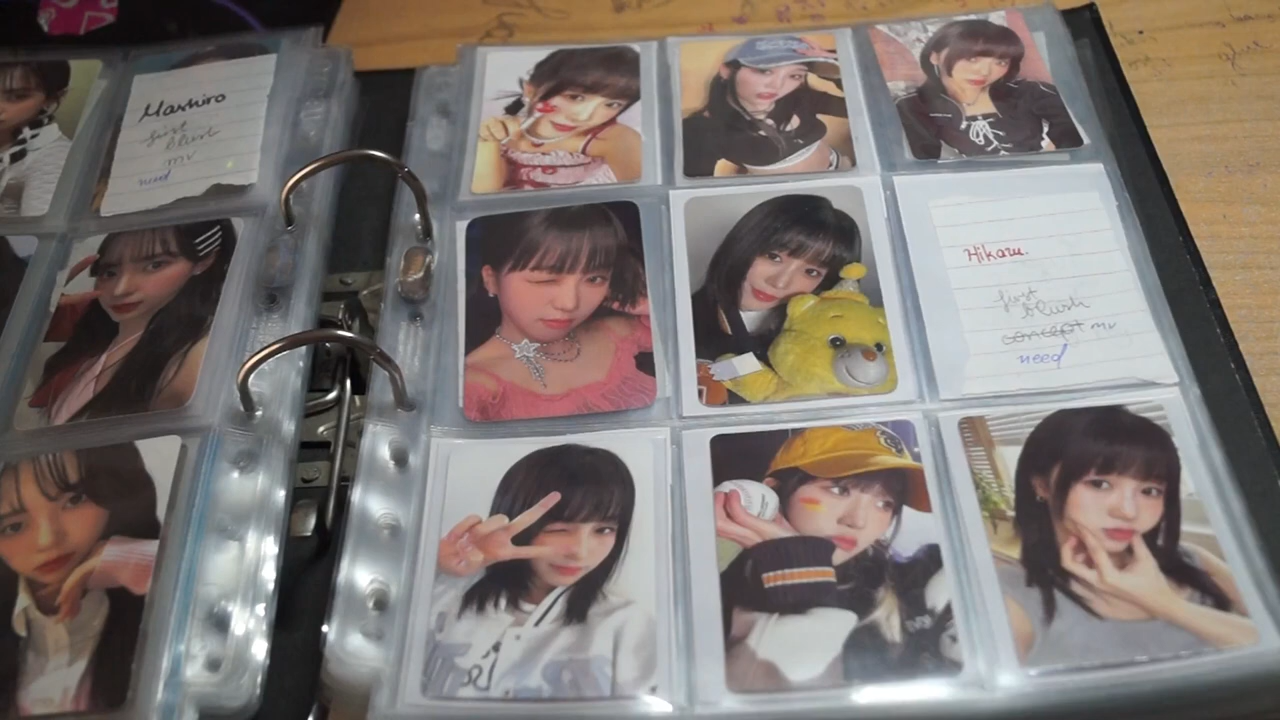 Mashiro
first
blush
mv
need
Hikaru.
first
blush
concept mv
need